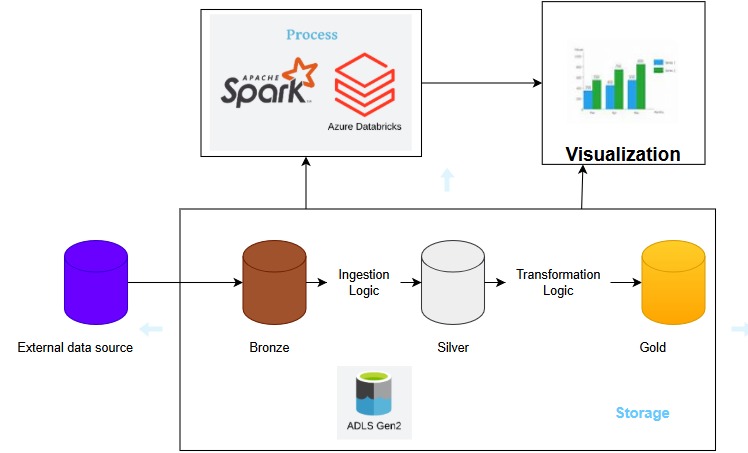 Process
APACHE
Spark
Azure Databricks
Visualization
Ingestion
Logic
Transformation
Logic
External data source
Bronze
Silver
Gold
ADLS Gen2
Storage